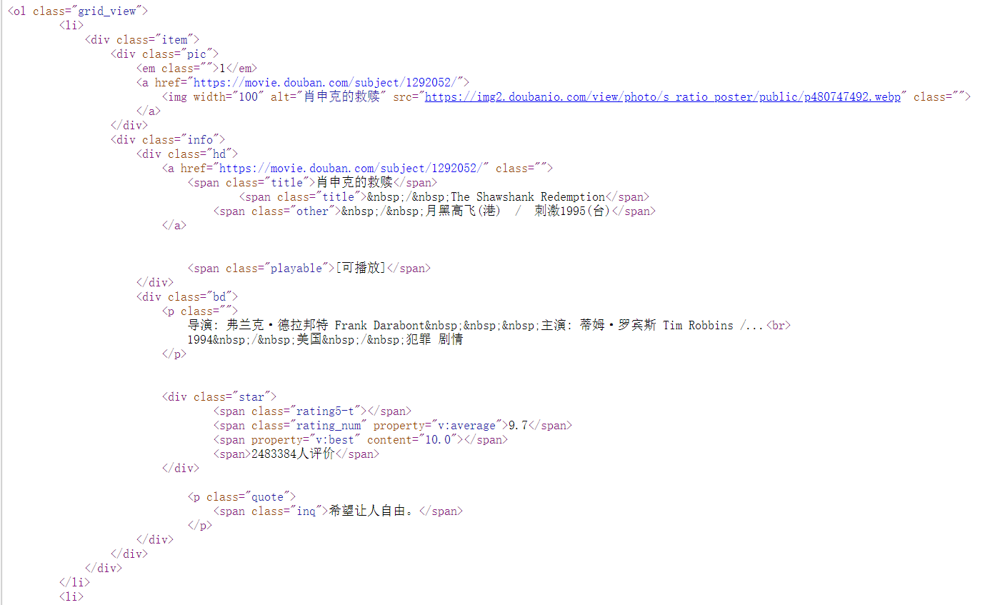 <ol class="grid_view">
<li>
<div class="item">
<div class="pic">
<em class="">1</em>
<a href="https://movie.douban.com/subject/1292052/">
<img width="100" alt="肖申克的救赎" src="https://img2.doubanio.com/view/photo/s_ratio_poster/public/p480747492.webp" class="">
</a>
</div>
<div class="info">
<div class="hd">
<a href="https://movie.douban.com/subject/1292052/" class="">
<span class="title">肖申克的救赎</span>
<span class="title">&nbsp;/&nbsp;The Shawshank Redemption</span>
<span class="other">&nbsp;/&nbsp;月黑高飞(港)  /  刺激1995(台)</span>
</a>
<span class="playable">[可播放]</span>
</div>
<div class="bd">
<p class="">
导演: 弗兰克·德拉邦特 Frank Darabont&nbsp;&nbsp;&nbsp;主演: 蒂姆·罗宾斯 Tim Robbins /...<br>
1994&nbsp;/&nbsp;美国&nbsp;/&nbsp;犯罪 剧情
</p>
<div class="star">
<span class="rating5-t"></span>
<span class="rating_num" property="v:average">9.7</span>
<span property="v:best" content="10.0"></span>
<span>2483384人评价</span>
</div>
<p class="quote">
<span class="inq">希望让人自由。</span>
</p>
</div>
</div>
</div>
</li>
<li>